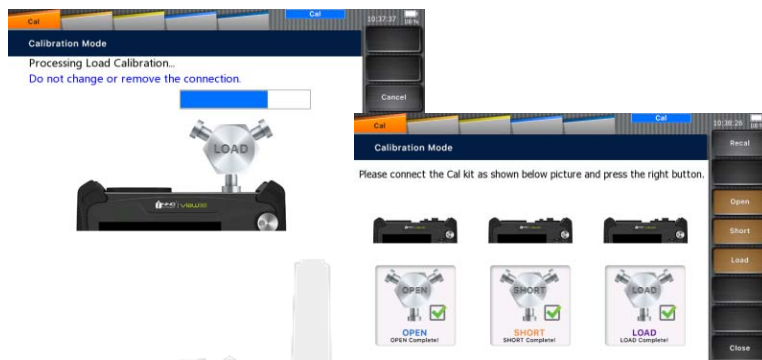 Cal
Cal
10:37:37
Calibration Mode
Processing Load Calibration...
Do not change or remove the connection.
Cancel
LOAD
INNO VIEW
Cal
Cal
10:38:26
Calibration Mode
Recal
Please connect the Cal kit as shown below picture and press the right button.
Open
Short
Load
OPEN
SHORT
LOAD
OPEN
SHORT
LOAD
OPEN Complete!
SHORT Complete!
LOAD Complete!
Close